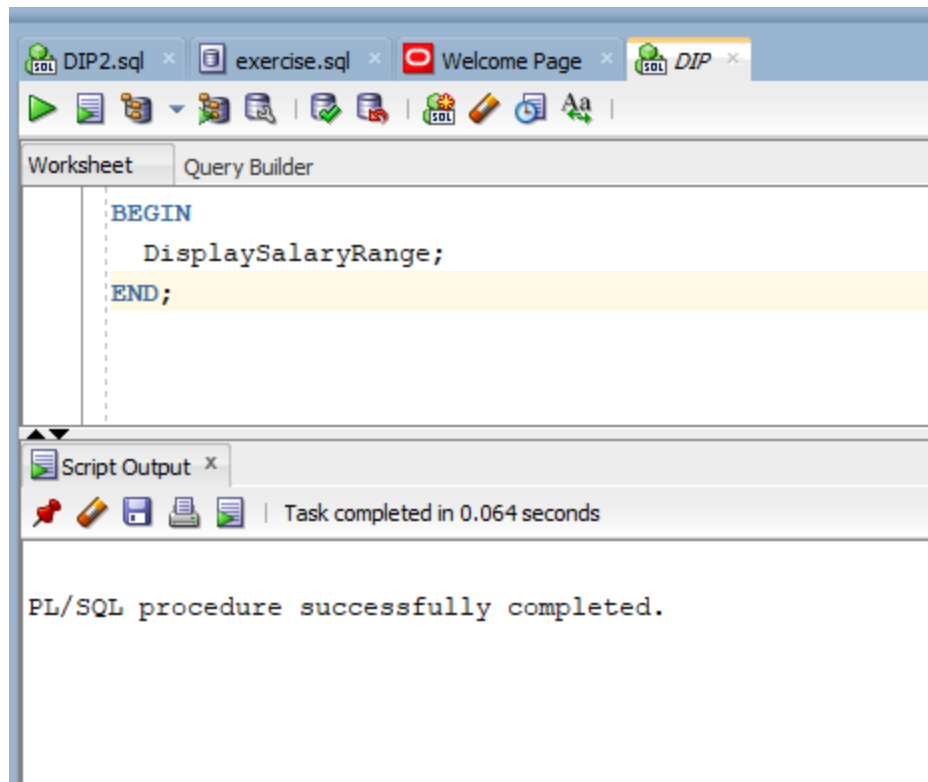 DIP2.sql exercise.sql Welcome Page DIP
Aa
Worksheet Query Builder
BEGIN
DisplaySalaryRange;
END;
Script Output
Task completed in 0.064 seconds
PL/SQL procedure successfully completed.